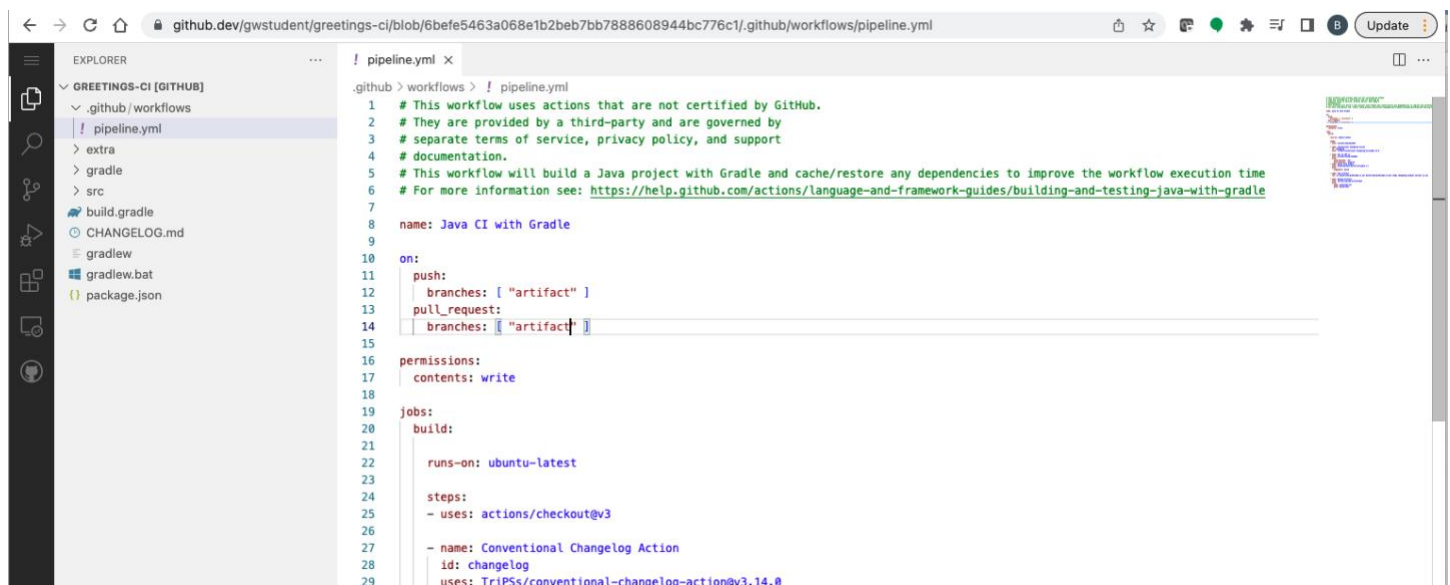 github.dev/gwstudent/greetings-ci/blob/6befe5463a068e1b2beb7bb7888608944bc776c1/.github/workflows/pipeline.yml
B
Update
EXPLORER
GREETINGS-CI [GITHUB]
.github/workflows
! pipeline.yml
extra
gradle
src
build.gradle
CHANGELOG.md
gradlew
gradlew.bat
{} package.json
! pipeline.yml
.github > workflows > ! pipeline.yml
1 # This workflow uses actions that are not certified by GitHub.
2 # They are provided by a third-party and are governed by
3 # separate terms of service, privacy policy, and support
4 # documentation.
5 # This workflow will build a Java project with Gradle and cache/restore any dependencies to improve the workflow execution time
6 # For more information see: https://help.github.com/actions/language-and-framework-guides/building-and-testing-java-with-gradle
7
8 name: Java CI with Gradle
9
10 on:
11 push:
12 branches: [ "artifact" ]
13 pull_request:
14 branches: [ "artifact" ]
15
16 permissions:
17 contents: write
18
19 jobs:
20 build:
21
22 runs-on: ubuntu-latest
23
24 steps:
25 - uses: actions/checkout@v3
26
27 - name: Conventional Changelog Action
28 id: changelog
29 uses: TriPSs/conventional-changelog-action@v3.14.0